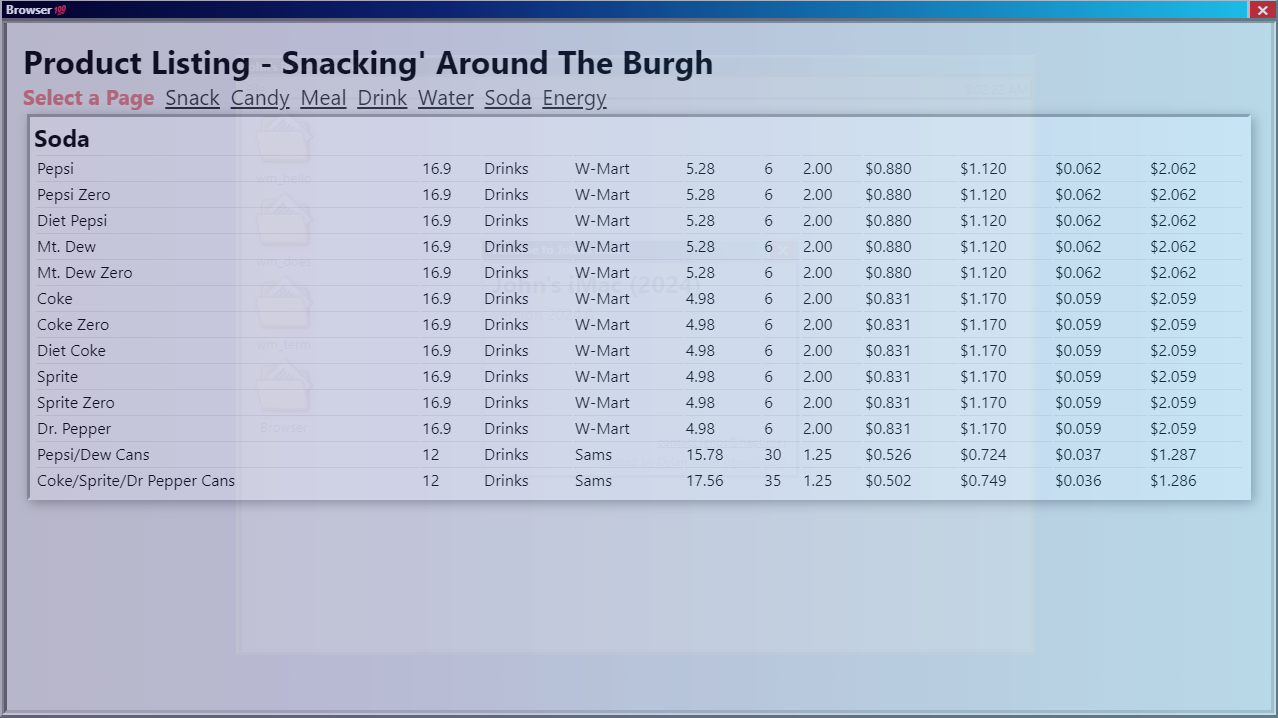 Browser 💯
Product Listing - Snacking' Around The Burgh
Select a Page Snack Candy Meal Drink Water Soda Energy
Soda
Pepsi 16.9 Drinks W-Mart 5.28 6 2.00 $0.880 $1.120 $0.062 $2.062
Pepsi Zero 16.9 Drinks W-Mart 5.28 6 2.00 $0.880 $1.120 $0.062 $2.062
Diet Pepsi 16.9 Drinks W-Mart 5.28 6 2.00 $0.880 $1.120 $0.062 $2.062
Mt. Dew 16.9 Drinks W-Mart 5.28 6 2.00 $0.880 $1.120 $0.062 $2.062
Mt. Dew Zero 16.9 Drinks W-Mart 5.28 6 2.00 $0.880 $1.120 $0.062 $2.062
Coke 16.9 Drinks W-Mart 4.98 6 2.00 $0.831 $1.170 $0.059 $2.059
Coke Zero 16.9 Drinks W-Mart 4.98 6 2.00 $0.831 $1.170 $0.059 $2.059
Diet Coke 16.9 Drinks W-Mart 4.98 6 2.00 $0.831 $1.170 $0.059 $2.059
Sprite 16.9 Drinks W-Mart 4.98 6 2.00 $0.831 $1.170 $0.059 $2.059
Sprite Zero 16.9 Drinks W-Mart 4.98 6 2.00 $0.831 $1.170 $0.059 $2.059
Dr. Pepper 16.9 Drinks W-Mart 4.98 6 2.00 $0.831 $1.170 $0.059 $2.059
Pepsi/Dew Cans 12 Drinks Sams 15.78 30 1.25 $0.526 $0.724 $0.037 $1.287
Coke/Sprite/Dr Pepper Cans 12 Drinks Sams 17.56 35 1.25 $0.502 $0.749 $0.036 $1.286
wm_hello
wm_term
Browser
John's iMac (2024)